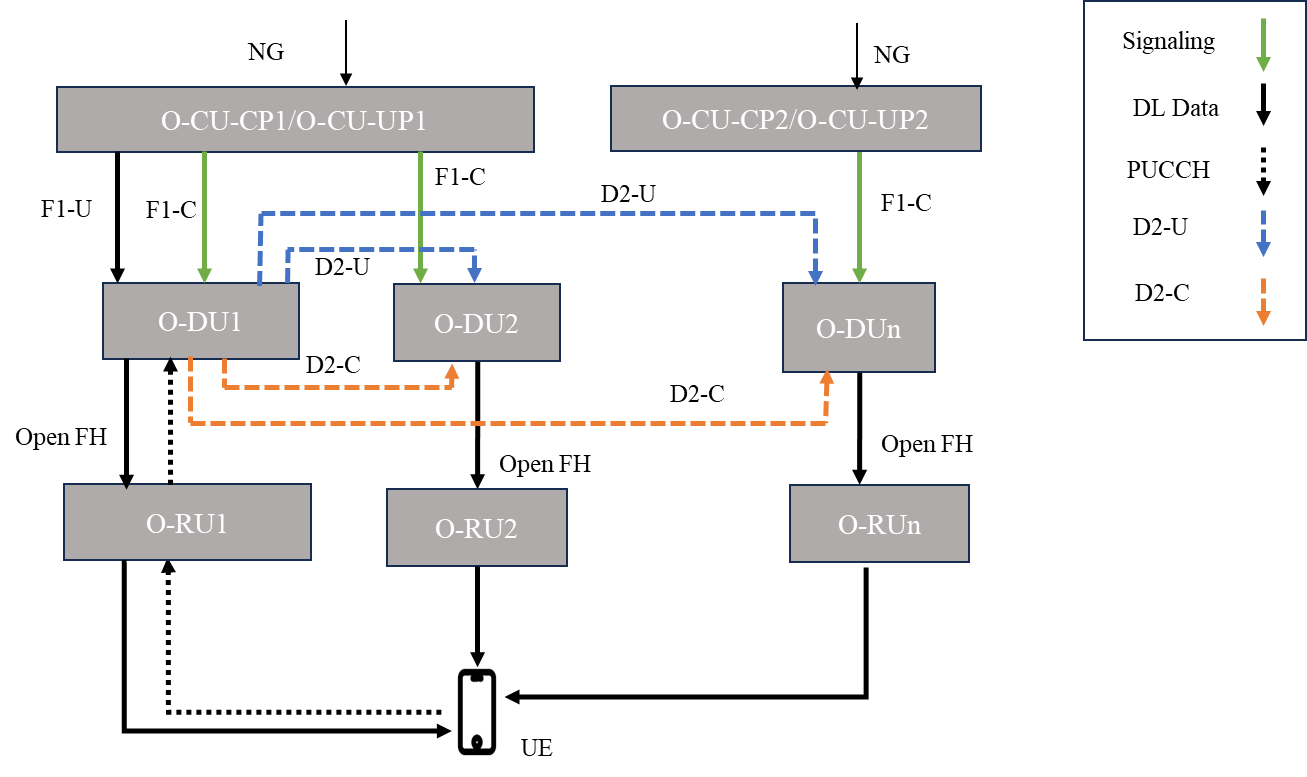 NG
NG
Signaling
DL Data
PUCCH
D2-U
D2-C
O-CU-CP1/O-CU-UP1
O-CU-CP2/O-CU-UP2
F1-U
F1-C
F1-C
D2-U
F1-C
D2-U
O-DU1
O-DU2
O-DUn
D2-C
D2-C
Open FH
Open FH
Open FH
O-RU1
O-RU2
O-RUn
UE